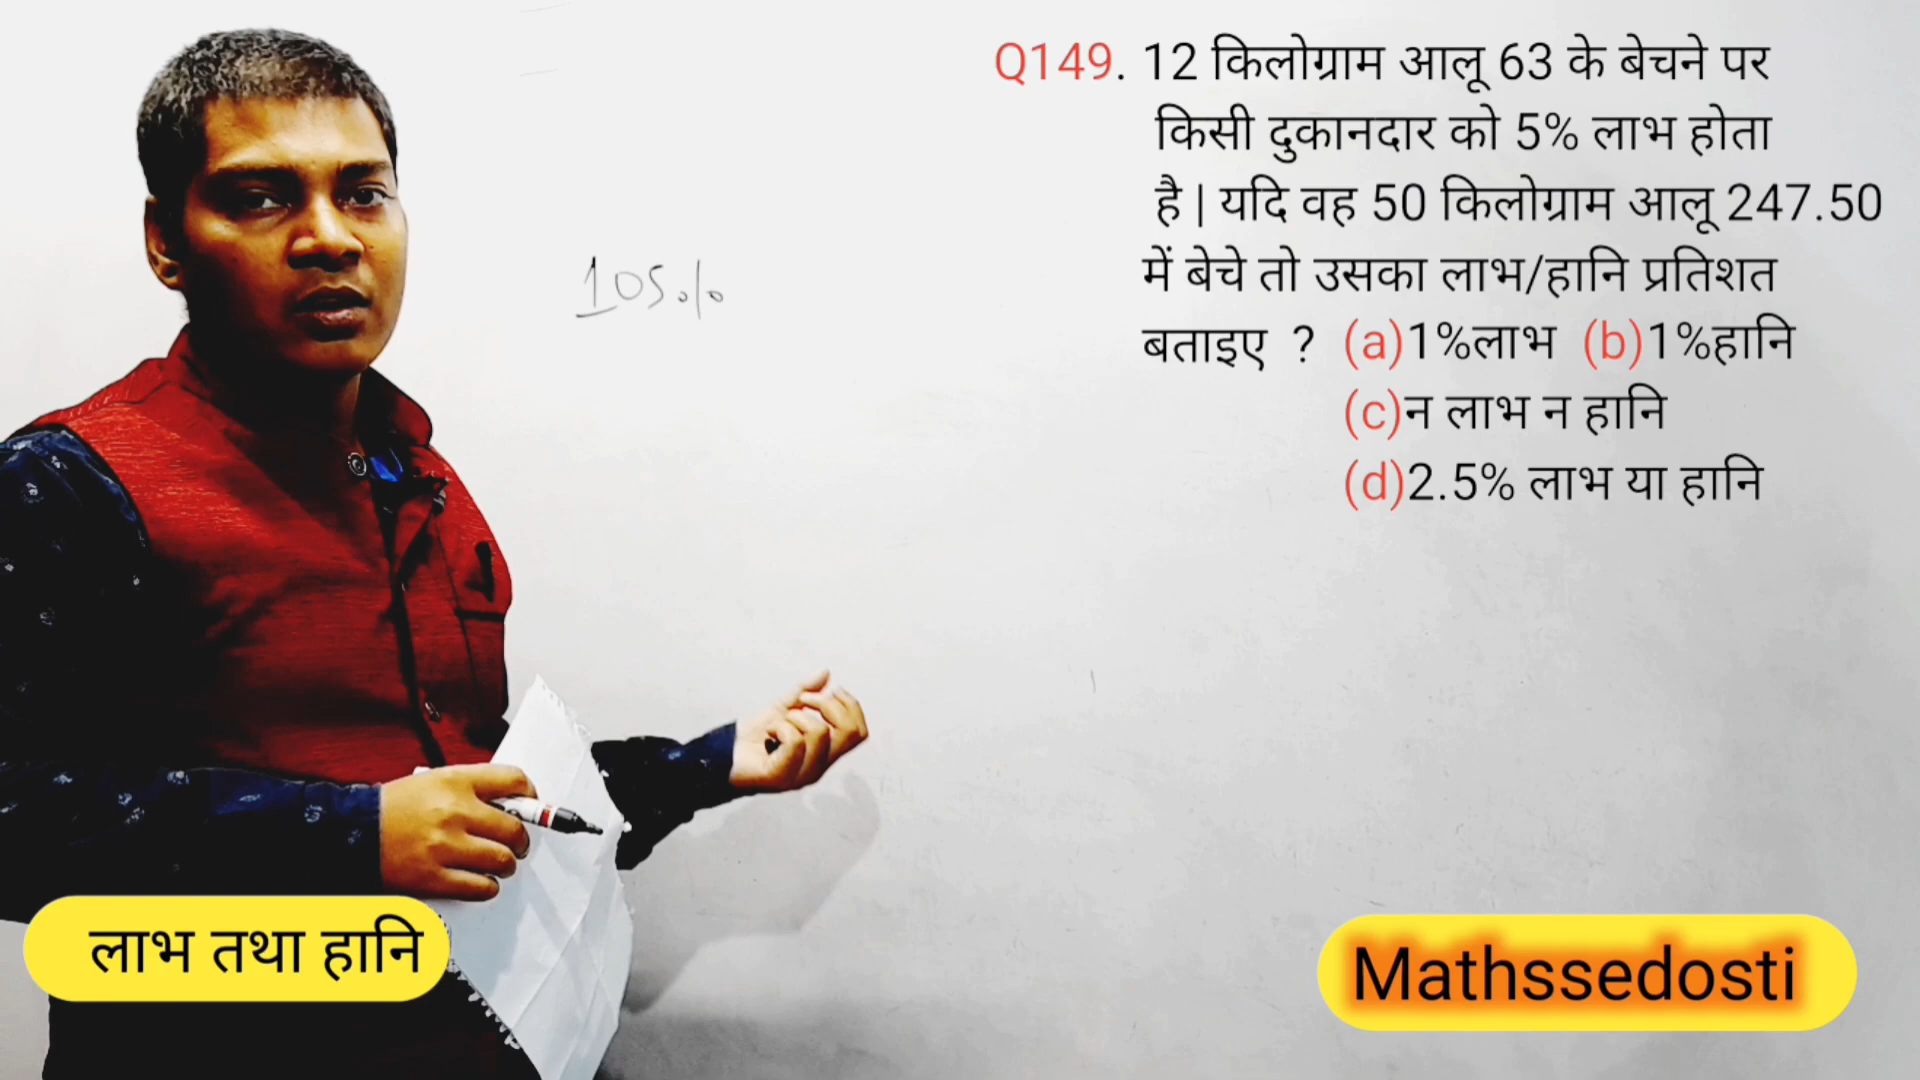 Q149. 12 किलोग्राम आलू 63 के बेचने पर
किसी दुकानदार को 5% लाभ होता
है | यदि वह 50 किलोग्राम आलू 247.50
में बेचे तो उसका लाभ/हानि प्रतिशत
बताइए ? (a)1%लाभ (b)1%हानि
(c)न लाभ न हानि
(d)2.5% लाभ या हानि
105%
लाभ तथा हानि
Mathssedosti